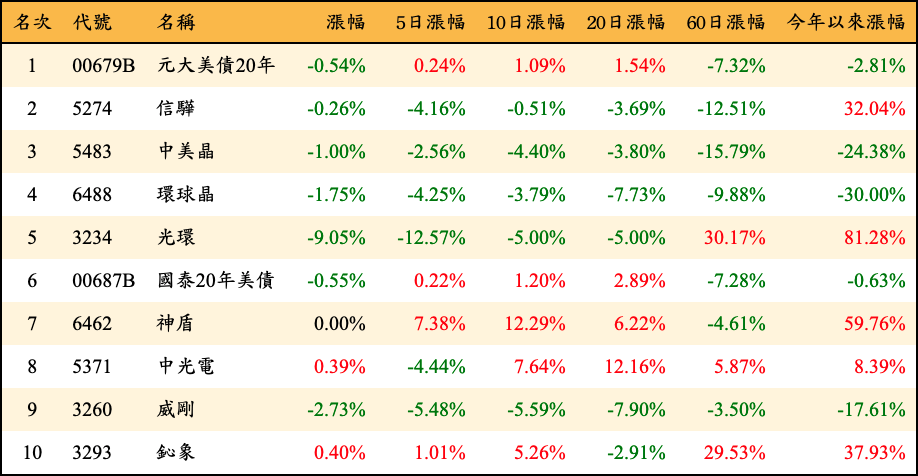 名次 代號 名稱 漲幅 5日漲幅 10日漲幅 20日漲幅 60日漲幅 今年以來漲幅
1 00679B 元大美債20年 -0.54% 0.24% 1.09% 1.54% -7.32% -2.81%
2 5274 信驊 -0.26% -4.16% -0.51% -3.69% -12.51% 32.04%
3 5483 中美晶 -1.00% -2.56% -4.40% -3.80% -15.79% -24.38%
4 6488 環球晶 -1.75% -4.25% -3.79% -7.73% -9.88% -30.00%
5 3234 光環 -9.05% -12.57% -5.00% -5.00% 30.17% 81.28%
6 00687B 國泰20年美債 -0.55% 0.22% 1.20% 2.89% -7.28% -0.63%
7 6462 神盾 0.00% 7.38% 12.29% 6.22% -4.61% 59.76%
8 5371 中光電 0.39% -4.44% 7.64% 12.16% 5.87% 8.39%
9 3260 威剛 -2.73% -5.48% -5.59% -7.90% -3.50% -17.61%
10 3293 鈊象 0.40% 1.01% 5.26% -2.91% 29.53% 37.93%